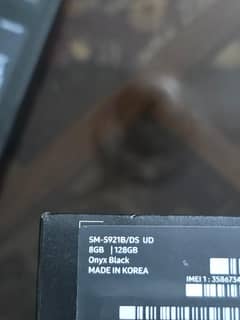 SM-S921B/DS UD
8GB | 128GB
Onyx Black
MADE IN KOREA
IMEI 1 : 3586734